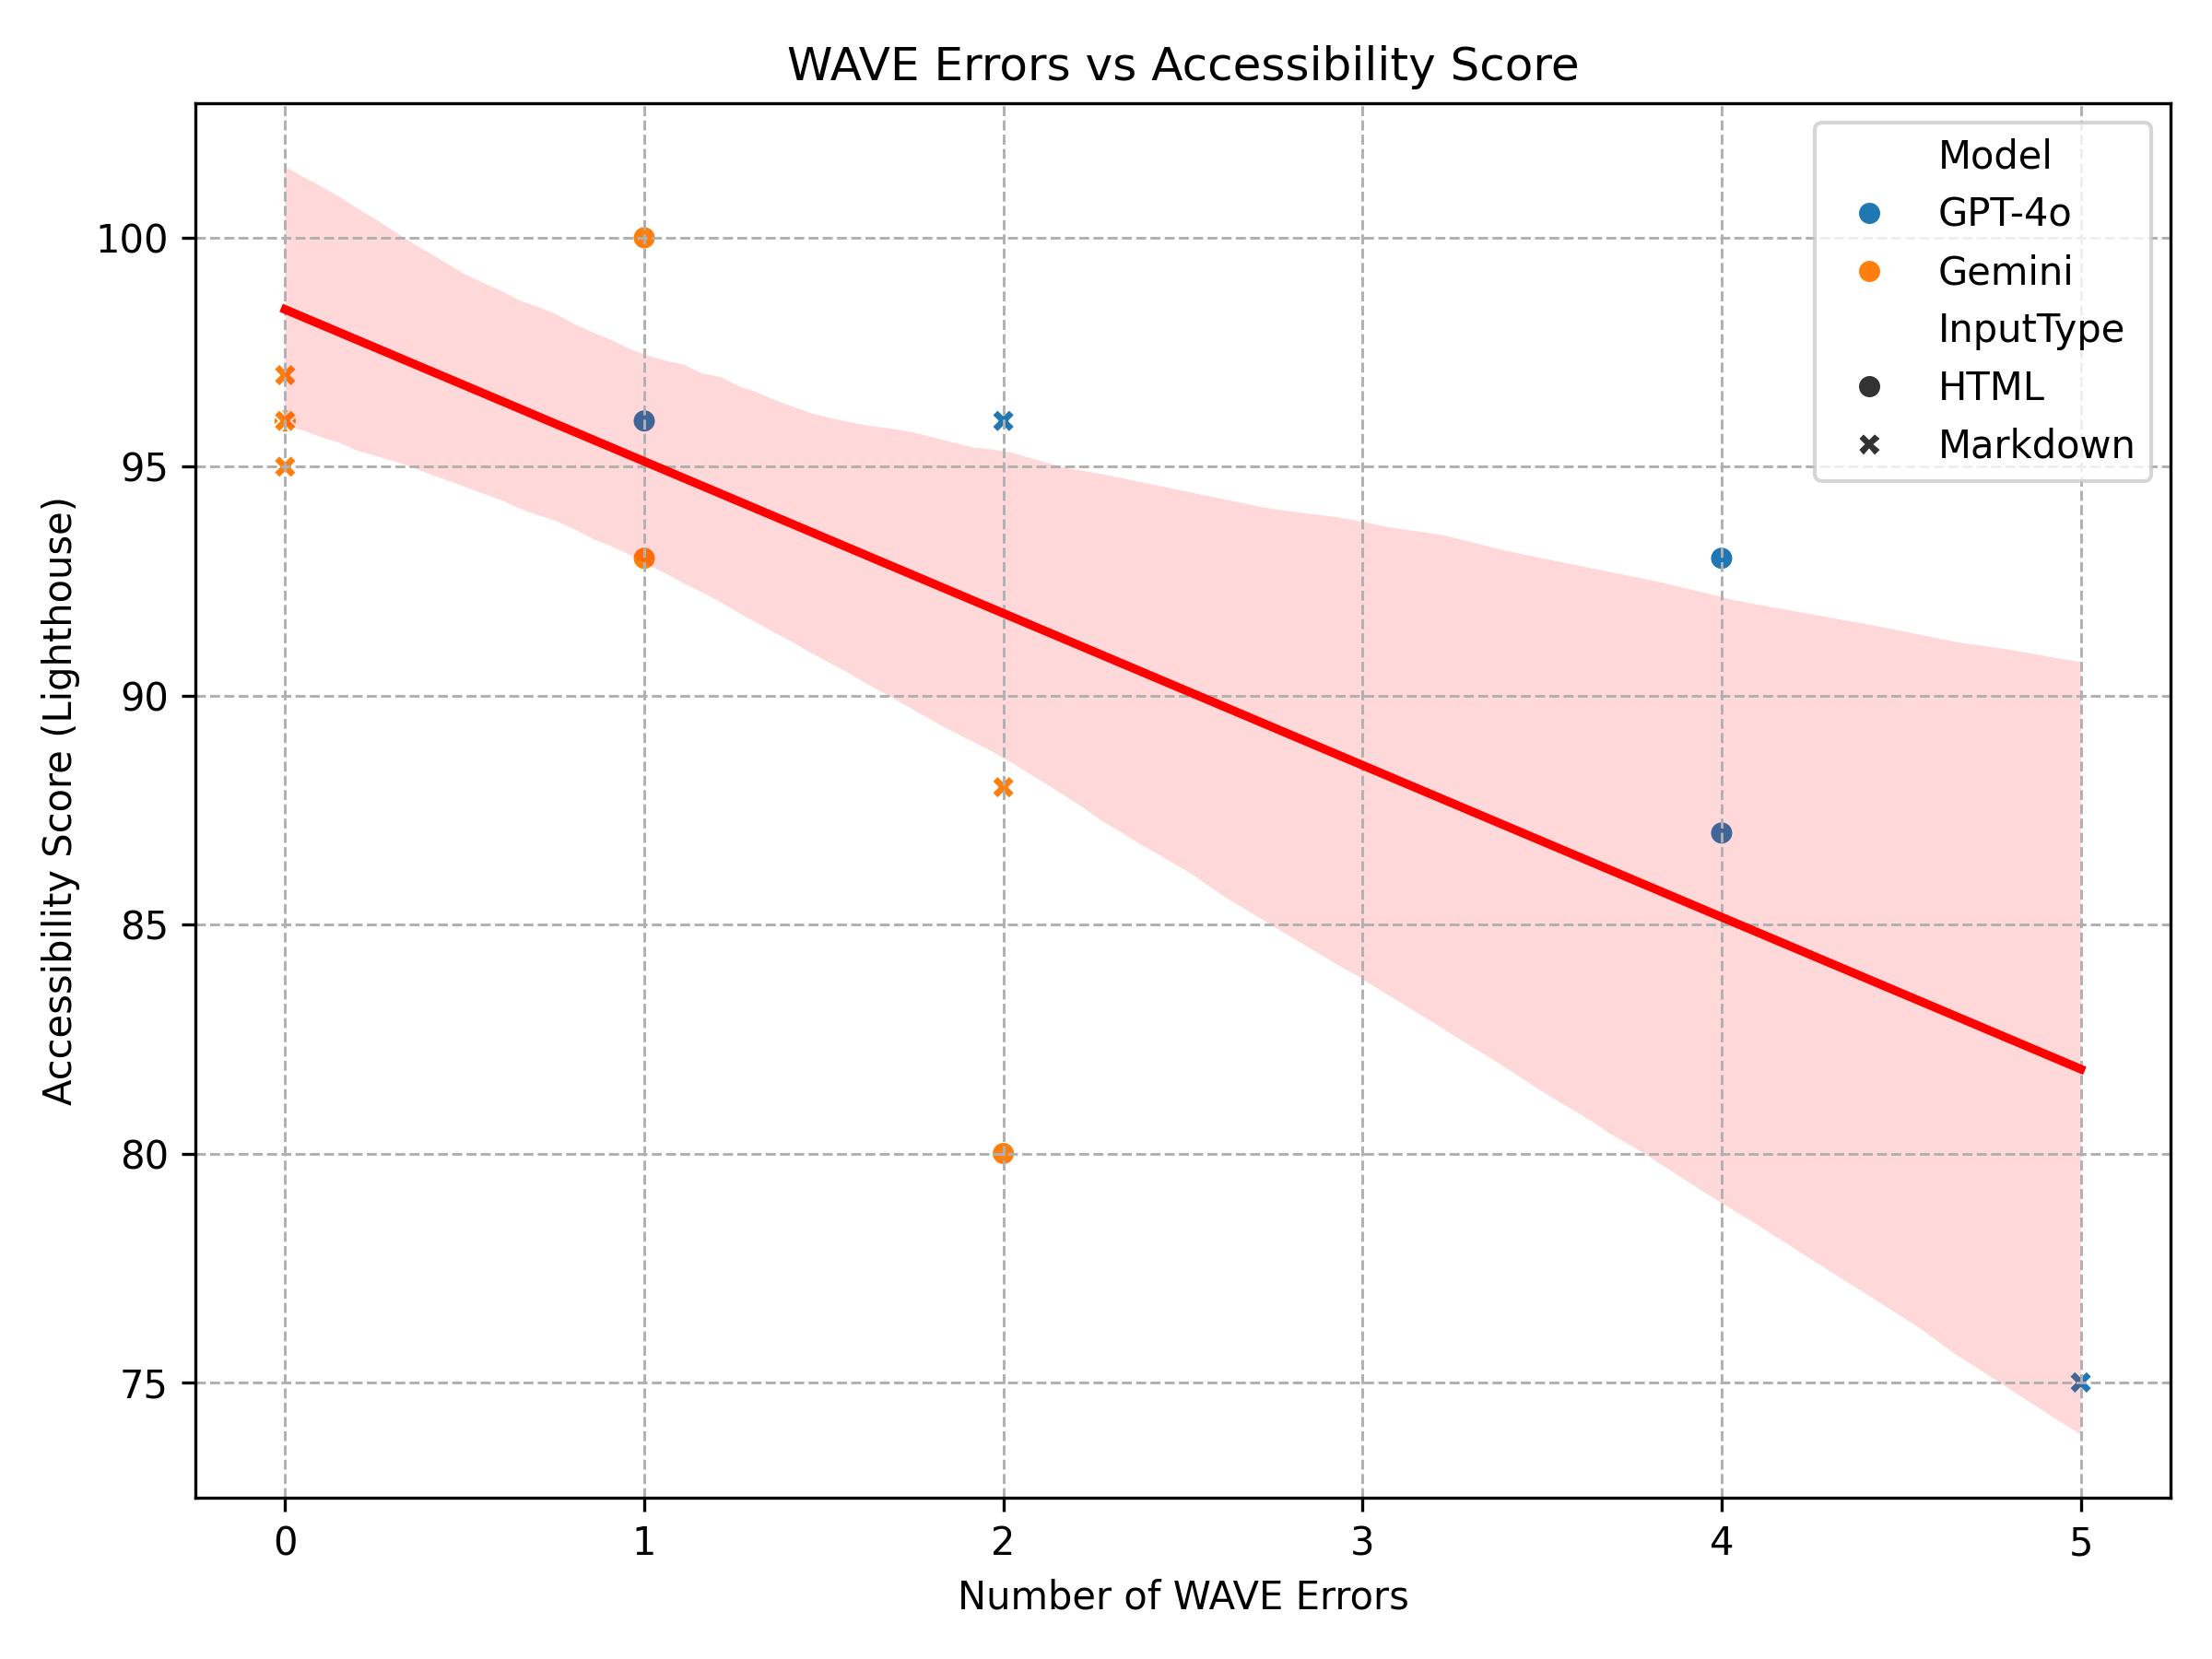 WAVE Errors vs Accessibility Score
Model
GPT-4o
Gemini
InputType
HTML
Markdown
Accessibility Score (Lighthouse)
100
95
90
85
80
75
0 1 2 3 4 5
Number of WAVE Errors